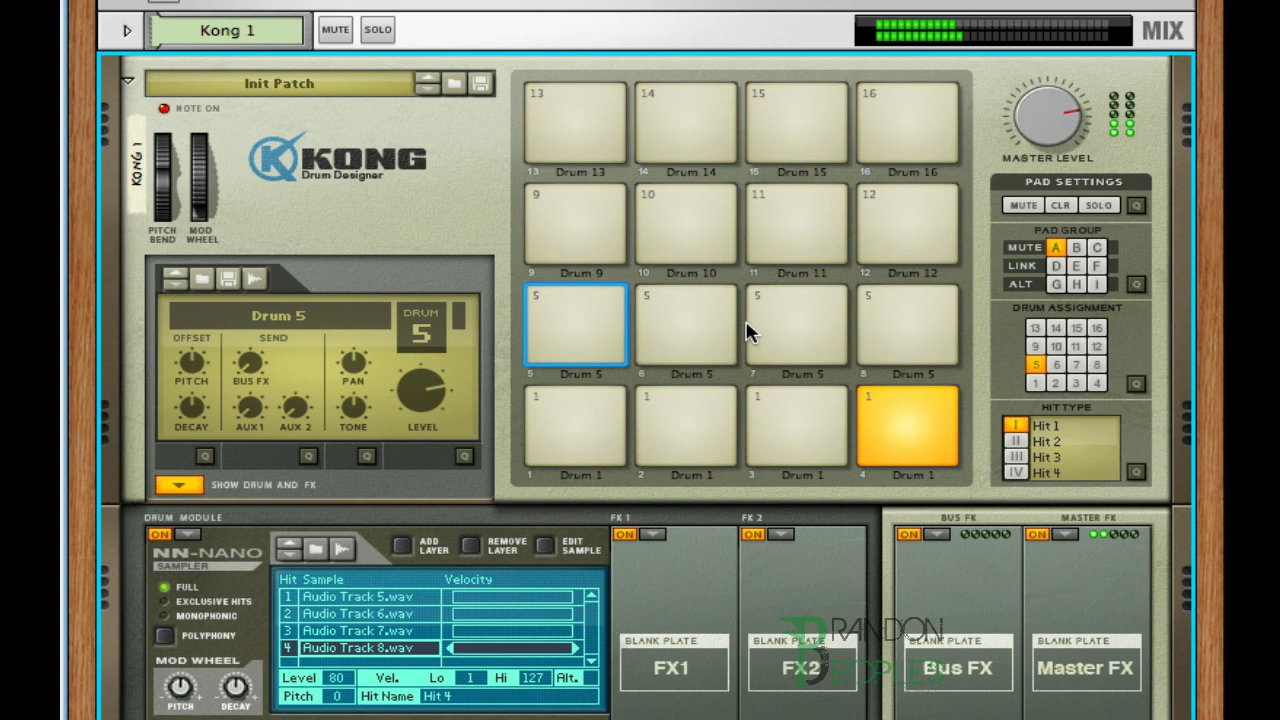 Kong 1
MUTE
SOLO
MIX
Init Patch
NOTE ON
KONG 1
KONG
Drum Designer
PITCH BEND
MOD WHEEL
13 14 15 16
13 Drum 13 14 Drum 14 15 Drum 15 16 Drum 16
9 10 11 12
9 Drum 9 10 Drum 10 11 Drum 11 12 Drum 12
5 5 5 5
5 Drum 5 6 Drum 5 7 Drum 5 8 Drum 5
1 1 1 1
1 Drum 1 2 Drum 1 3 Drum 1 4 Drum 1
MASTER LEVEL
PAD SETTINGS
MUTE CLR SOLO Q
PAD GROUP
MUTE A B C
LINK D E F
ALT G H I Q
DRUM ASSIGNMENT
13 14 15 16
9 10 11 12
5 6 7 8
1 2 3 4 Q
HIT TYPE
I Hit 1
II Hit 2
III Hit 3
IV Hit 4 Q
Drum 5
DRUM
5
OFFSET SEND
PITCH BUS FX PAN
DECAY AUX1 AUX 2 TONE LEVEL
Q Q Q Q
SHOW DRUM AND FX
DRUM MODULE
FX 1
FX 2
BUS FX
MASTER FX
ON
ON
ON
ON
ON
NN-NANO
SAMPLER
FULL
EXCLUSIVE HITS
MONOPHONIC
POLYPHONY
MOD WHEEL
PITCH DECAY
ADD LAYER
REMOVE LAYER
EDIT SAMPLE
Hit Sample Velocity
1 Audio Track 5.wav
2 Audio Track 6.wav
3 Audio Track 7.wav
4 Audio Track 8.wav
Level 80 Vel. Lo 1 Hi 127 Alt.
Pitch 0 Hit Name Hit 4
BLANK PLATE
FX1
BLANK PLATE
FX2
BLANK PLATE
Bus FX
BLANK PLATE
Master FX
BRANDON
PEOPLES